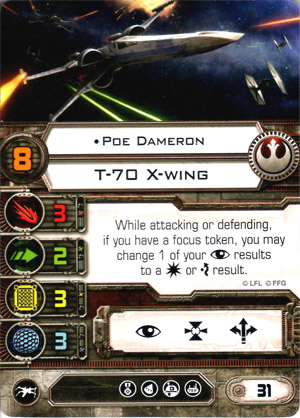 •Poe Dameron
8
T-70 X-wing
3
While attacking or defending,
if you have a focus token, you may
2
change 1 of your results
to a or result.
© LFL © FFG
3
3
31